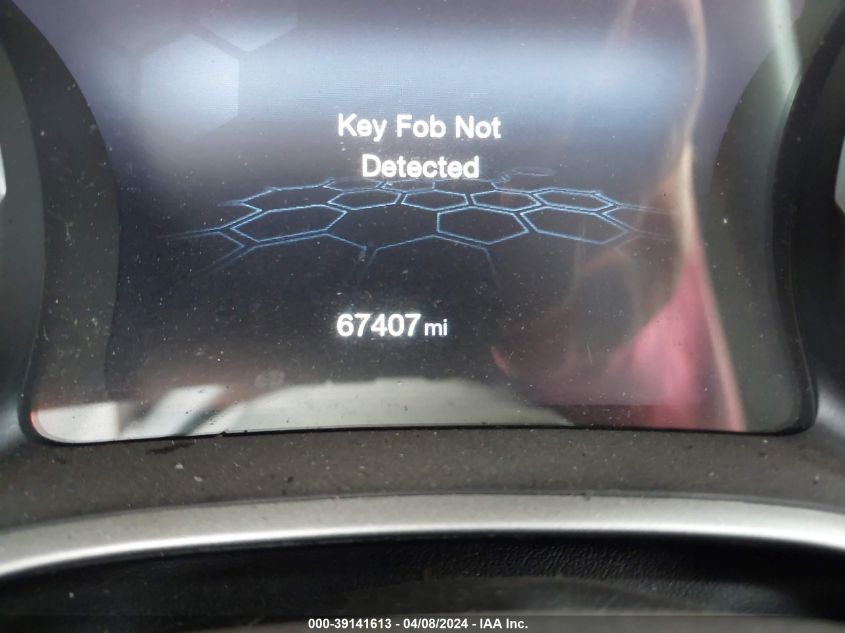 Key Fob Not
Detected
67407 mi
000-39141613 - 04/08/2024 - IAA Inc.